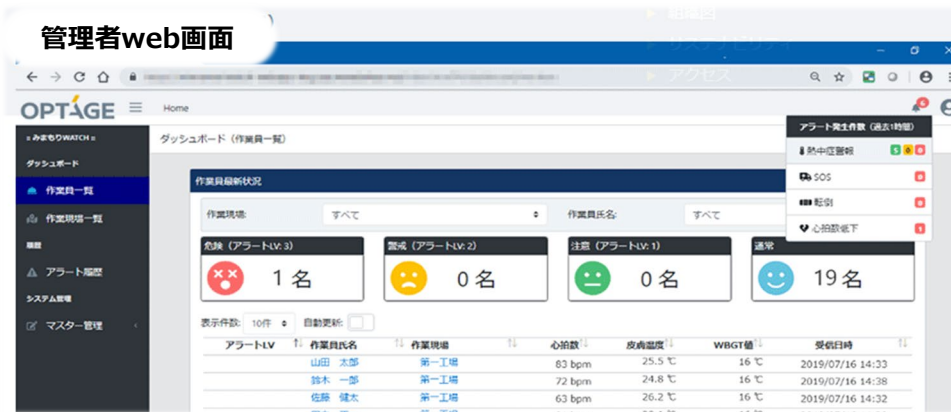 組織図
管理者web画面
サステナビリティ
アクセス
OPTAGE
Home
アラート発生件数（過去1時間）
熱中症警報 5 0 0
SOS 0
転倒 0
心拍数低下 1
= みまもりWATCH =
ダッシュボード
作業員一覧
作業現場一覧
履歴
アラート履歴
システム管理
マスター管理
ダッシュボード（作業員一覧）
作業員最新状況
作業現場: すべて 作業員氏名: すべて
危険（アラートLV: 3） 警戒（アラートLV: 2） 注意（アラートLV: 1） 通常
1 名 0 名 0 名 19 名
表示件数: 10件 自動更新:
アラートLV 作業員氏名 作業現場 心拍数 皮膚温度 WBGT値 受信日時
山田 太郎 第一工場 83 bpm 25.5 ℃ 16 ℃ 2019/07/16 14:33
鈴木 一郎 第一工場 72 bpm 24.8 ℃ 16 ℃ 2019/07/16 14:38
佐藤 健太 第一工場 63 bpm 26.2 ℃ 16 ℃ 2019/07/16 14:32